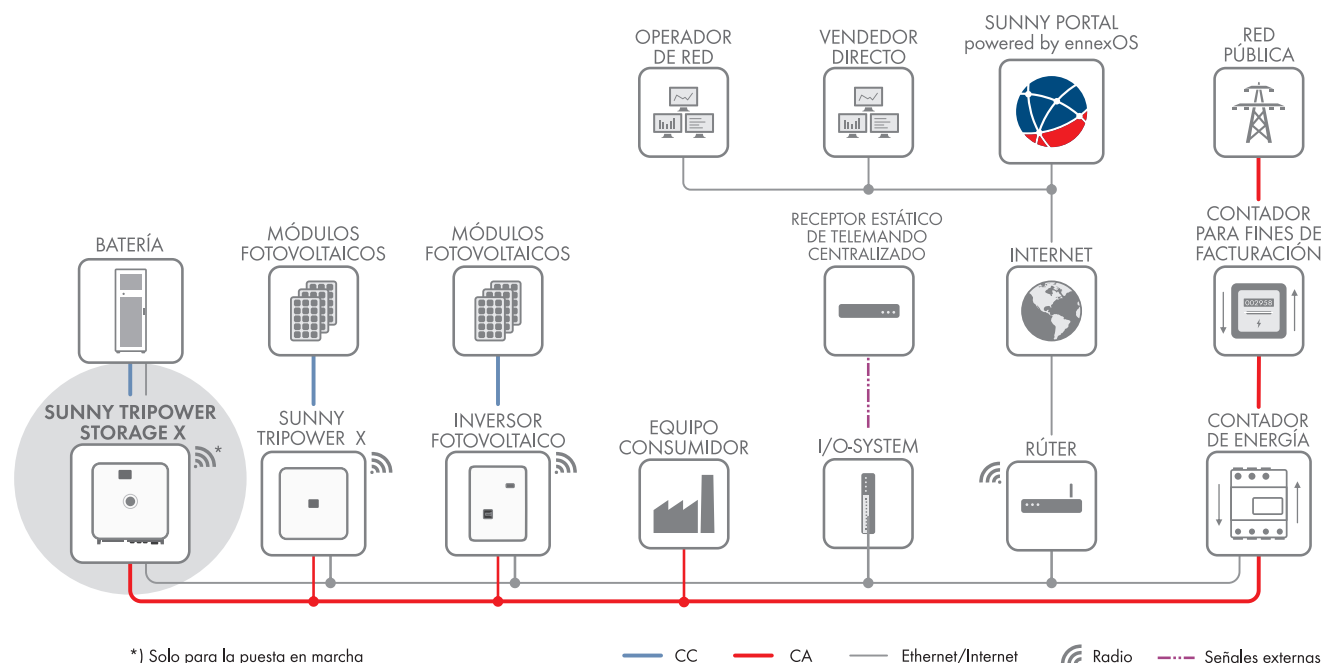 OPERADOR
DE RED
VENDEDOR
DIRECTO
SUNNY PORTAL
powered by ennexOS
RED
PÚBLICA
BATERÍA
MÓDULOS
FOTOVOLTAICOS
MÓDULOS
FOTOVOLTAICOS
RECEPTOR ESTÁTICO
DE TELEMANDO
CENTRALIZADO
INTERNET
CONTADOR
PARA FINES DE
FACTURACIÓN
002958
SUNNY TRIPOWER
STORAGE X
*
SUNNY
TRIPOWER X
INVERSOR
FOTOVOLTAICO
EQUIPO
CONSUMIDOR
I/O-SYSTEM
RÚTER
CONTADOR
DE ENERGÍA
*) Solo para la puesta en marcha
CC
CA
Ethernet/Internet
Radio
Señales externas